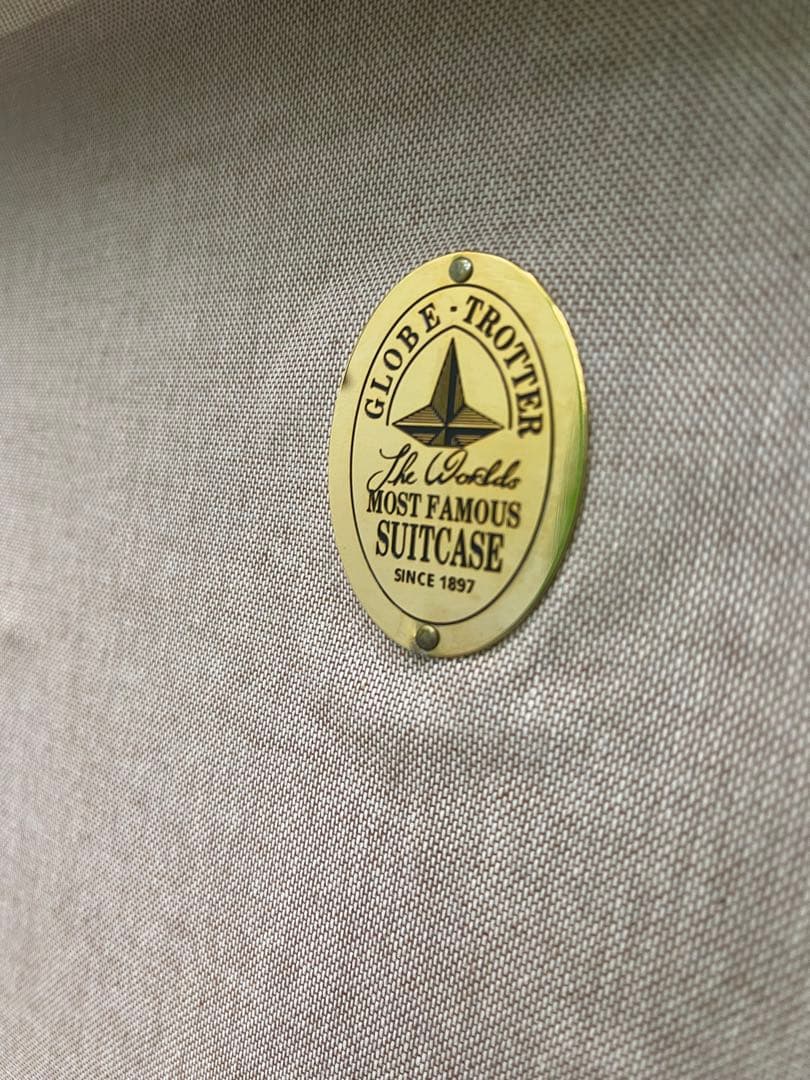 GLOBE - TROTTER
The Worlds
MOST FAMOUS
SUITCASE
SINCE 1897